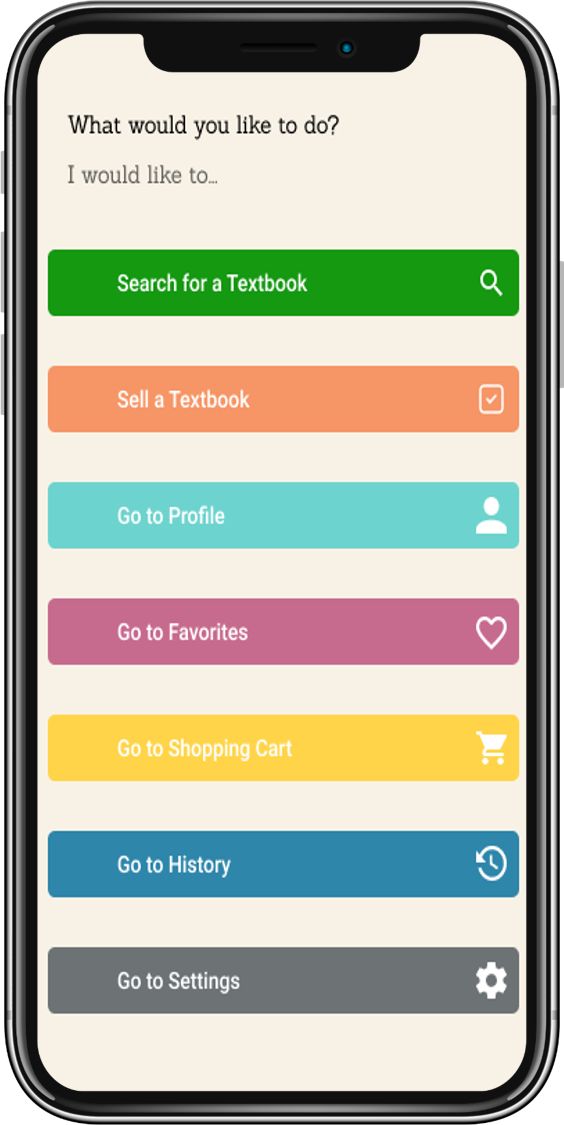 What would you like to do?
I would like to...
Search for a Textbook
Sell a Textbook
Go to Profile
Go to Favorites
Go to Shopping Cart
Go to History
Go to Settings